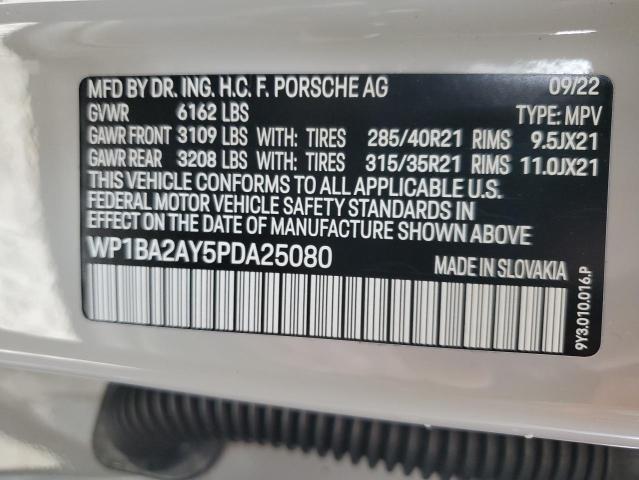 MFD BY DR. ING. H.C. F. PORSCHE AG 09/22
GVWR 6162 LBS TYPE: MPV
GAWR FRONT 3109 LBS WITH: TIRES 285/40R21 RIMS 9.5JX21
GAWR REAR 3208 LBS WITH: TIRES 315/35R21 RIMS 11.0JX21
THIS VEHICLE CONFORMS TO ALL APPLICABLE U.S.
FEDERAL MOTOR VEHICLE SAFETY STANDARDS IN
EFFECT ON THE DATE OF MANUFACTURE SHOWN ABOVE.
WP1BA2AY5PDA25080 MADE IN SLOVAKIA
9Y3.010.016.P